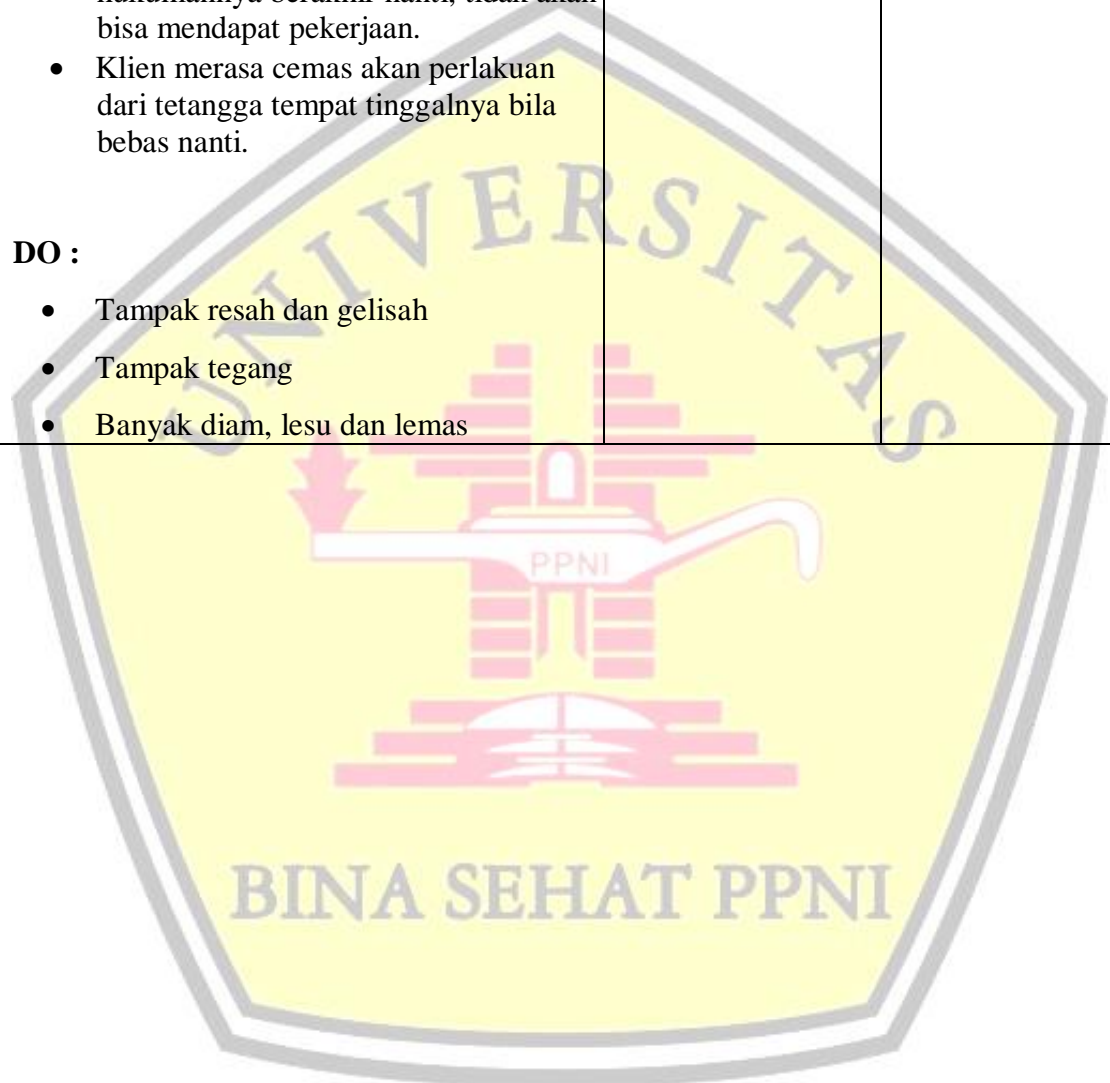 bisa mendapat pekerjaan.
• Klien merasa cemas akan perlakuan
dari tetangga tempat tinggalnya bila
bebas nanti.
DO :
• Tampak resah dan gelisah
• Tampak tegang
• Banyak diam, lesu dan lemas
UNIVERSITAS
PPNI
BINA SEHAT PPNI